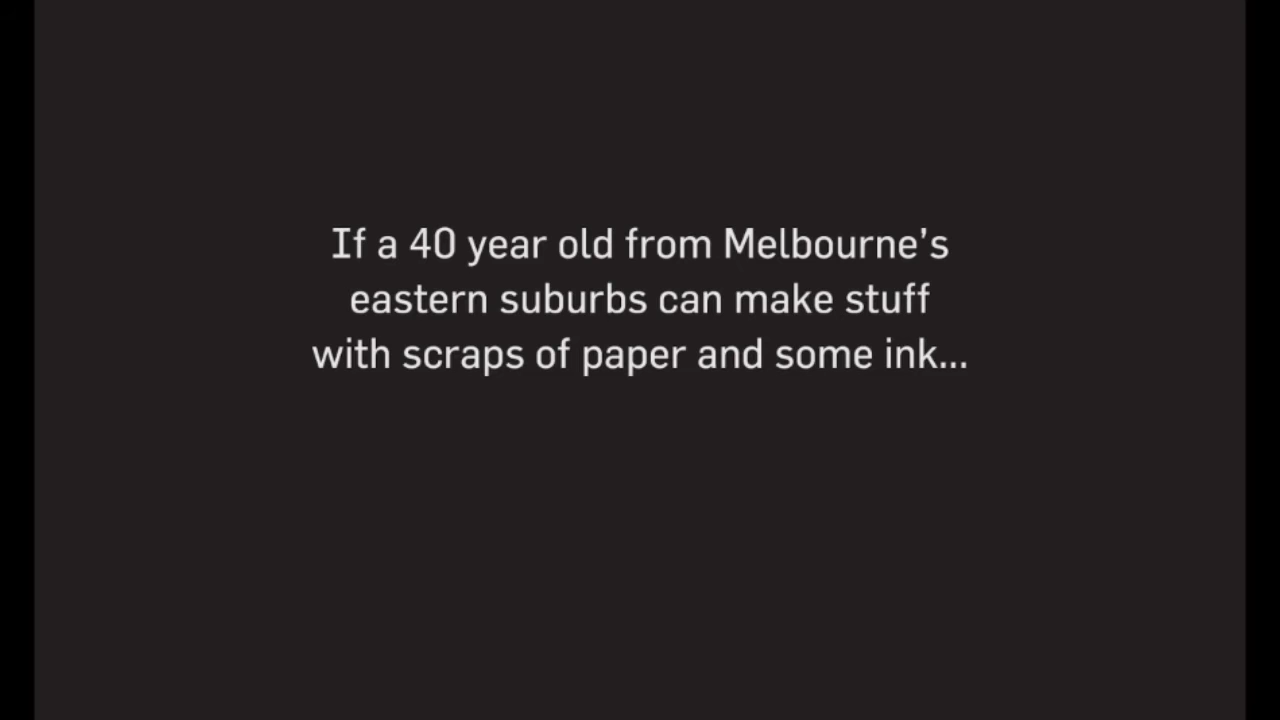 If a 40 year old from Melbourne’s
eastern suburbs can make stuff
with scraps of paper and some ink...